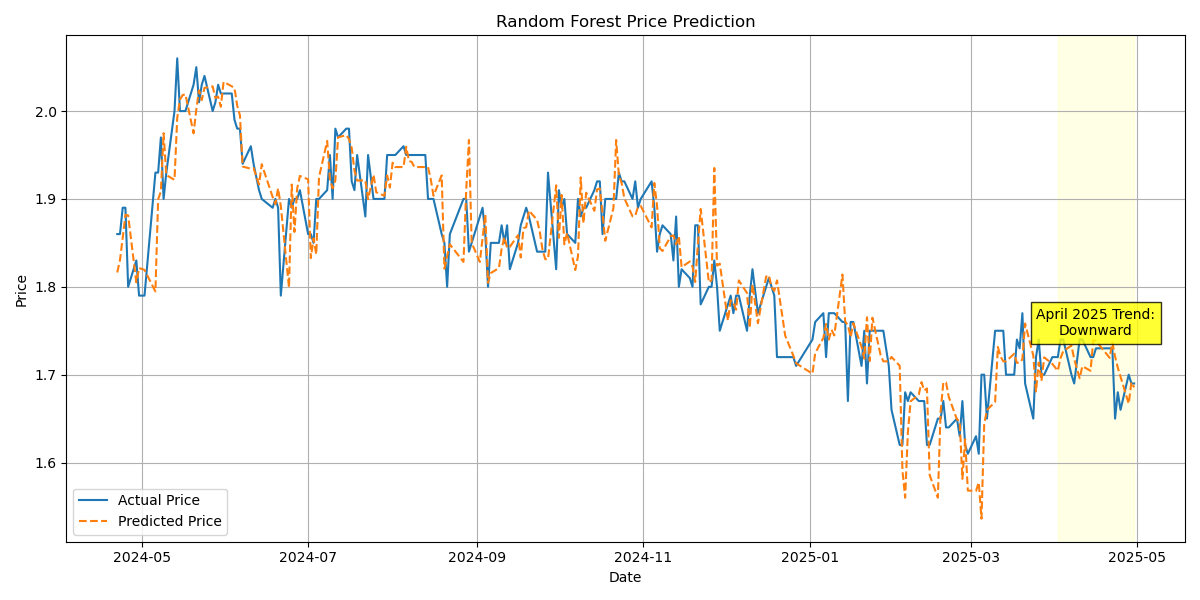 Random Forest Price Prediction
Price
2.0
1.9
1.8
1.7
1.6
April 2025 Trend:
Downward
Actual Price
Predicted Price
2024-05
2024-07
2024-09
2024-11
2025-01
2025-03
2025-05
Date